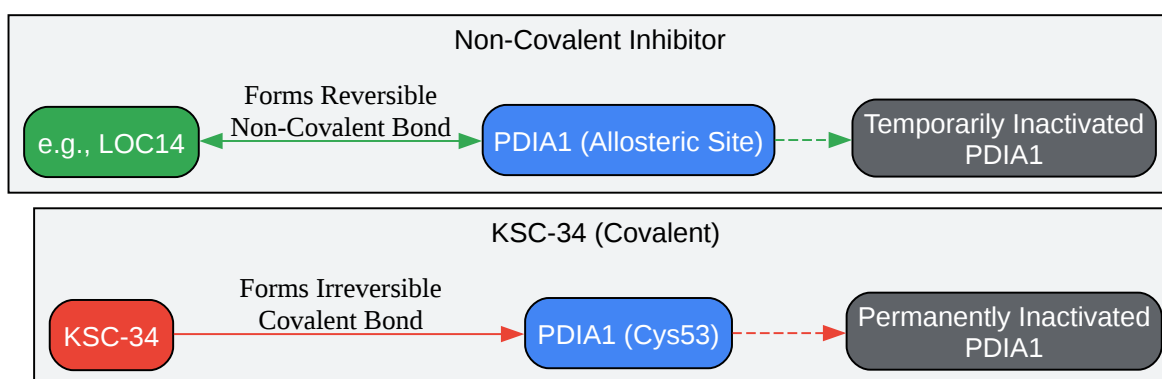 Non-Covalent Inhibitor
Forms Reversible
Non-Covalent Bond
e.g., LOC14
PDIA1 (Allosteric Site)
Temporarily Inactivated
PDIA1
KSC-34 (Covalent)
Forms Irreversible
Covalent Bond
KSC-34
PDIA1 (Cys53)
Permanently Inactivated
PDIA1